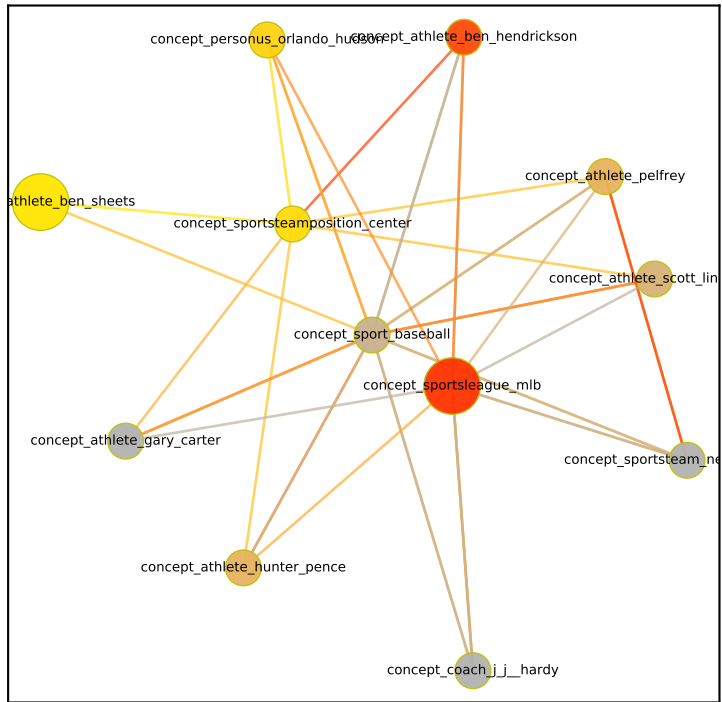 concept_personus_orlando_hudson
concept_athlete_ben_hendrickson
concept_athlete_pelfrey
athlete_ben_sheets
concept_sportsteamposition_center
concept_athlete_scott_lin
concept_sport_baseball
concept_sportsleague_mlb
concept_athlete_gary_carter
concept_sportsteam_ne
concept_athlete_hunter_pence
concept_coach_j_j__hardy